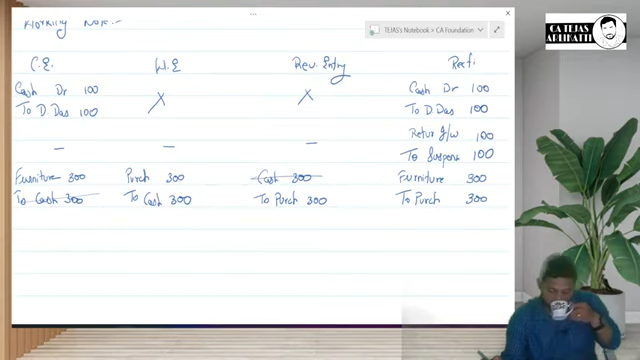 Working Note:-
TEJAS's Notebook > CA Foundation
CA TEJAS
C.E. W.E Rev. Entry Rectfi
Cash Dr 100 X X Cash Dr 100
To D.Das 100 To D.Das 100
Retur I/W 100
— — — To Suspense 100
Furniture 300 Purch 300 Cash 300 Furniture 300
To Cash 300 To Cash 300 To Purch 300 To Purch 300